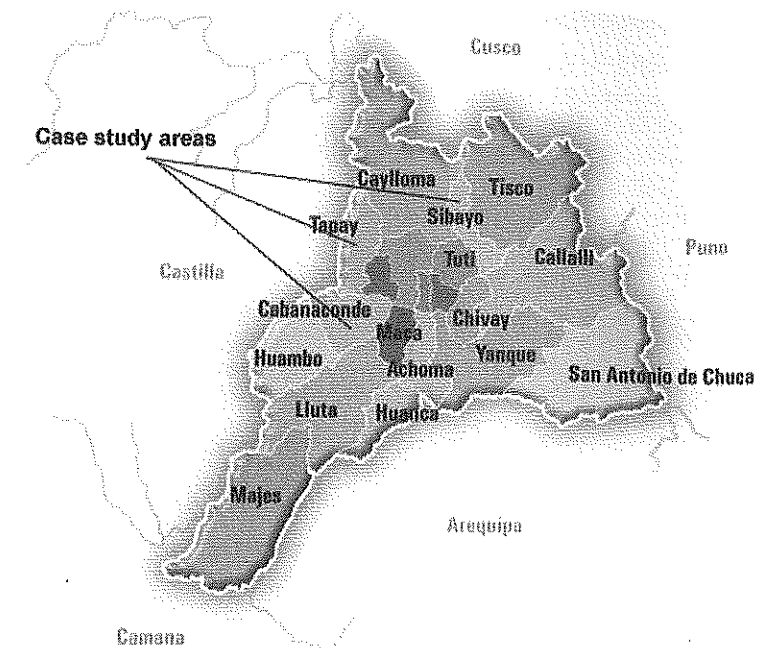 Cusco
Case study areas
Caylloma
Tisco
Sibayo
Tapay
Tuti
Callalli
Puno
Castilla
Cabanaconde
Maca
Chivay
Huambo
Yanque
Achoma
San Antonio de Chuca
Lluta
Huanca
Majes
Arequipa
Camana